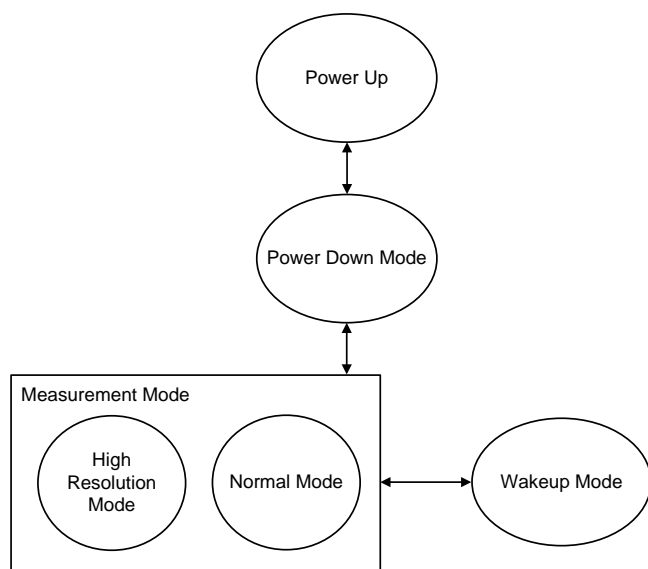 Power Up
Power Down Mode
Measurement Mode
High
Resolution
Mode
Normal Mode
Wakeup Mode